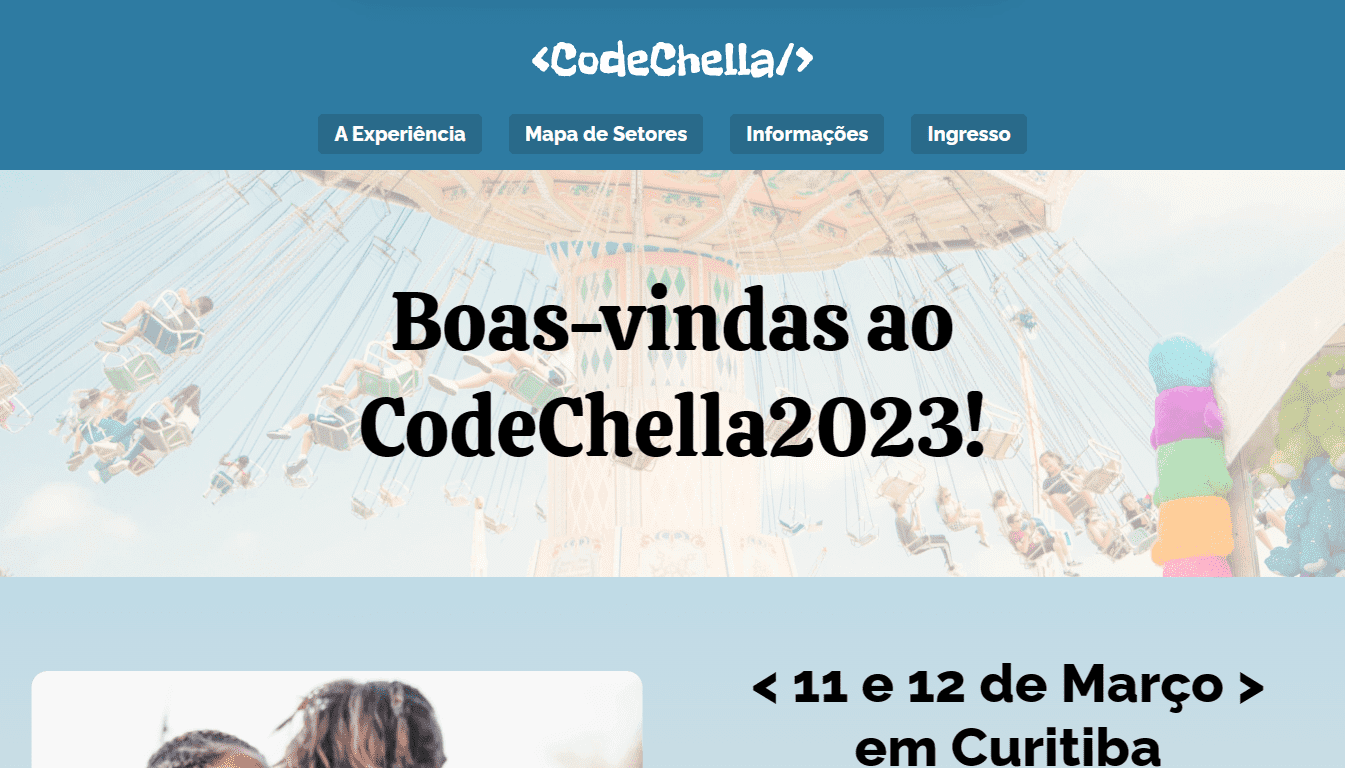 <CodeChella/>
A Experiência Mapa de Setores Informações Ingresso
Boas-vindas ao
CodeChella2023!
< 11 e 12 de Março >
em Curitiba